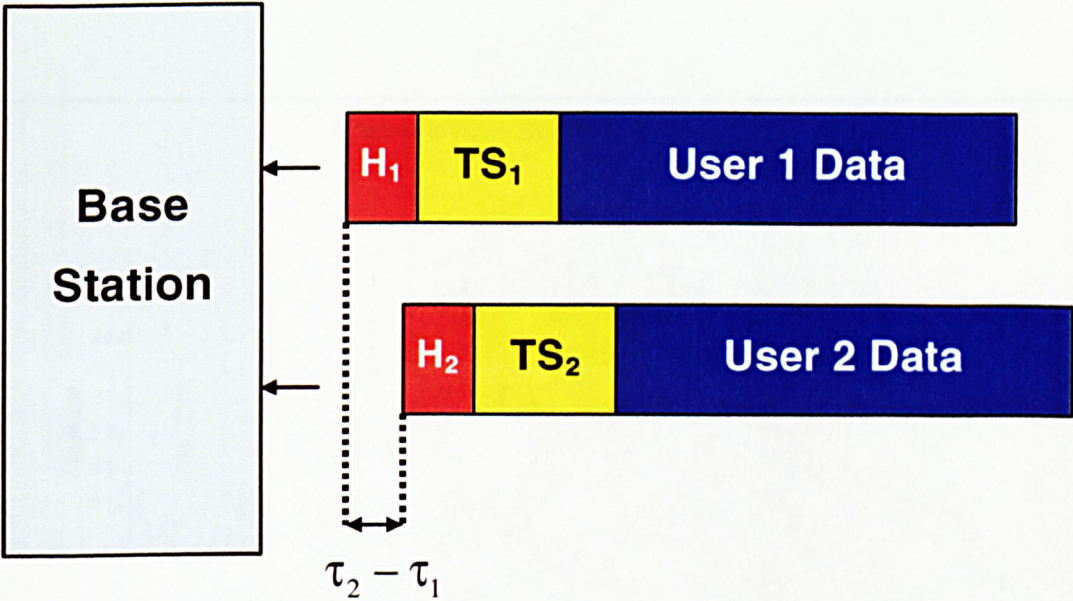 Base
Station
H₁ TS₁ User 1 Data
H₂ TS₂ User 2 Data
τ₂ − τ₁